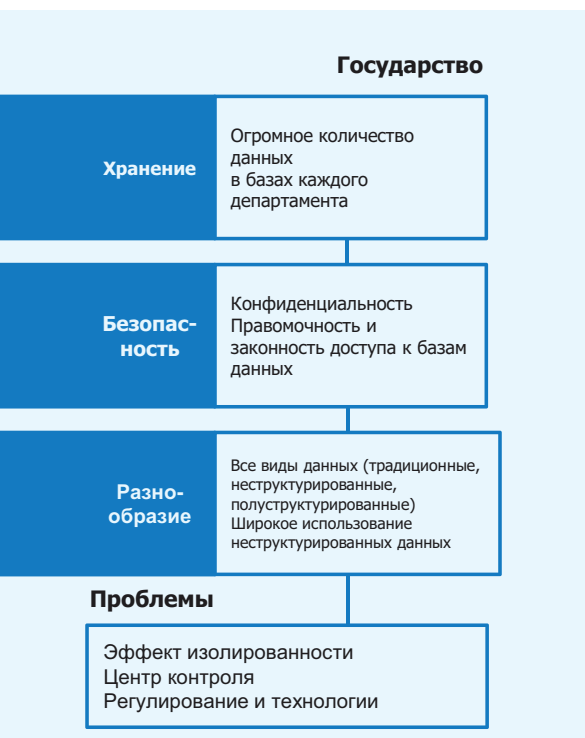 Государство
Хранение
Огромное количество
данных
в базах каждого
департамента
Безопас-
ность
Конфиденциальность
Правомочность и
законность доступа к базам
данных
Разно-
образие
Все виды данных (традиционные,
неструктурированные,
полуструктурированные)
Широкое использование
неструктурированных данных
Проблемы
Эффект изолированности
Центр контроля
Регулирование и технологии